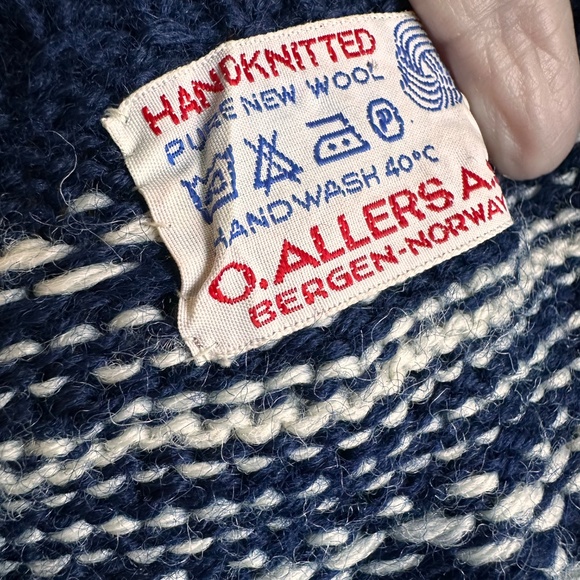 HANDKNITTED
PURE NEW WOOL
P
HANDWASH 40°C
O.ALLERS A.
BERGEN-NORWAY